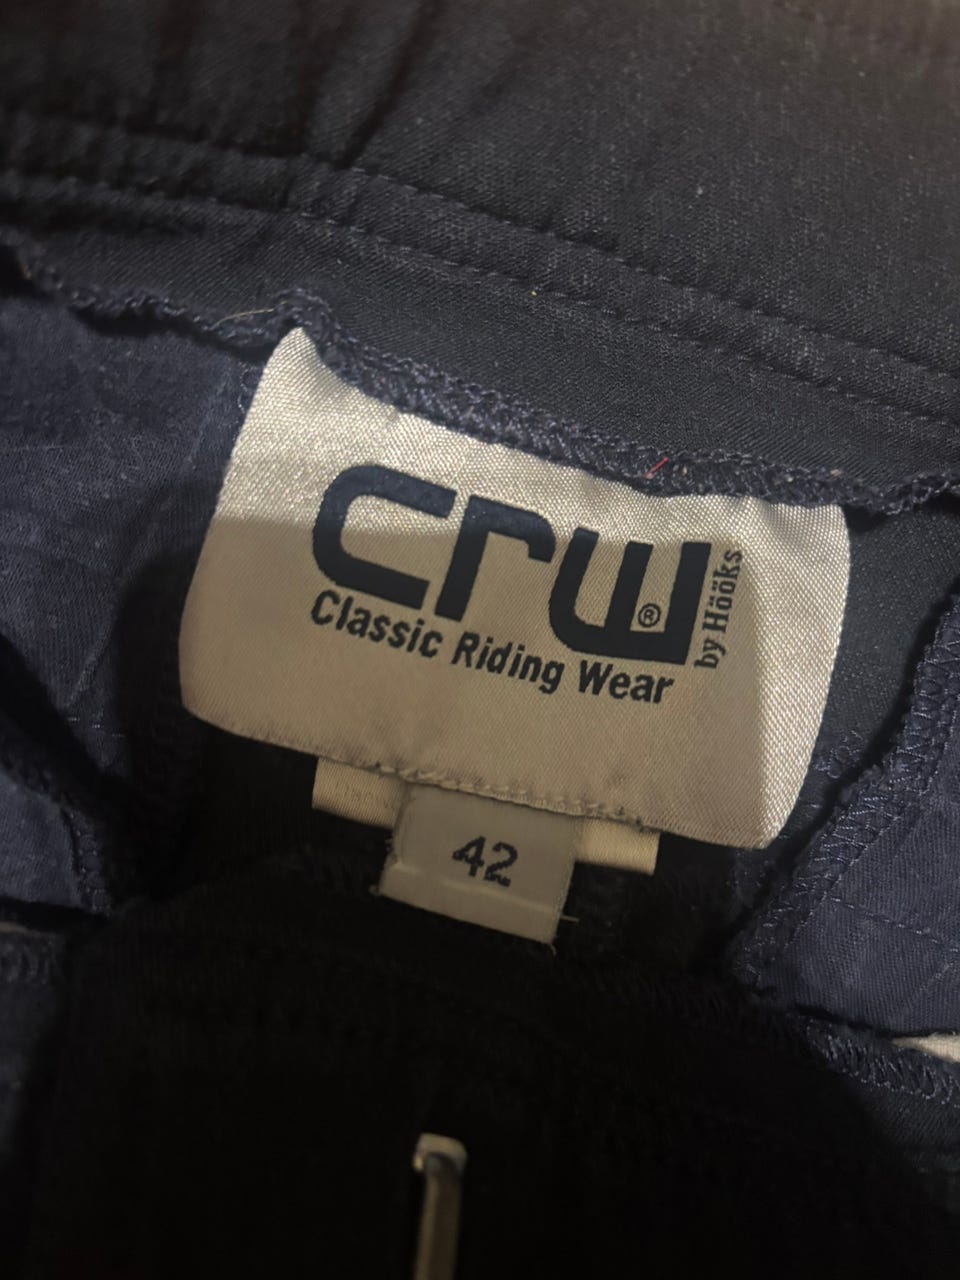 crw®
by Hööks
Classic Riding Wear
42